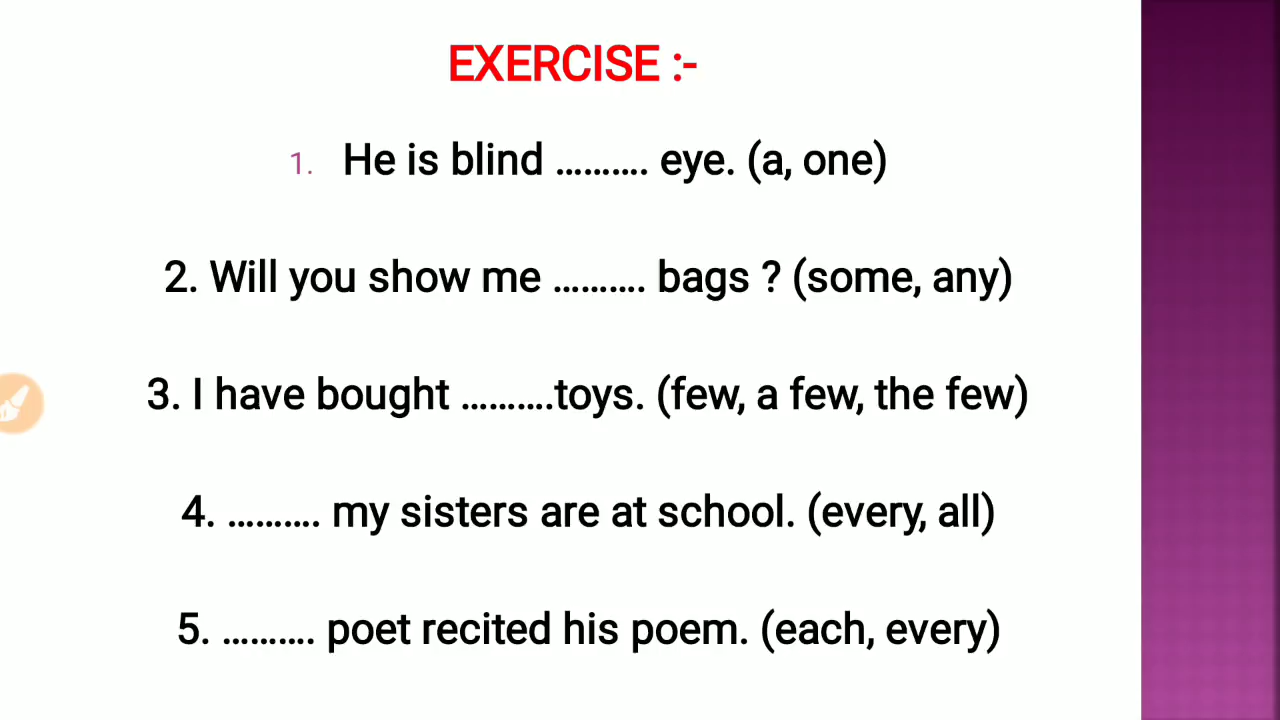 EXERCISE :-
1. He is blind .......... eye. (a, one)
2. Will you show me .......... bags ? (some, any)
3. I have bought ..........toys. (few, a few, the few)
4. .......... my sisters are at school. (every, all)
5. .......... poet recited his poem. (each, every)